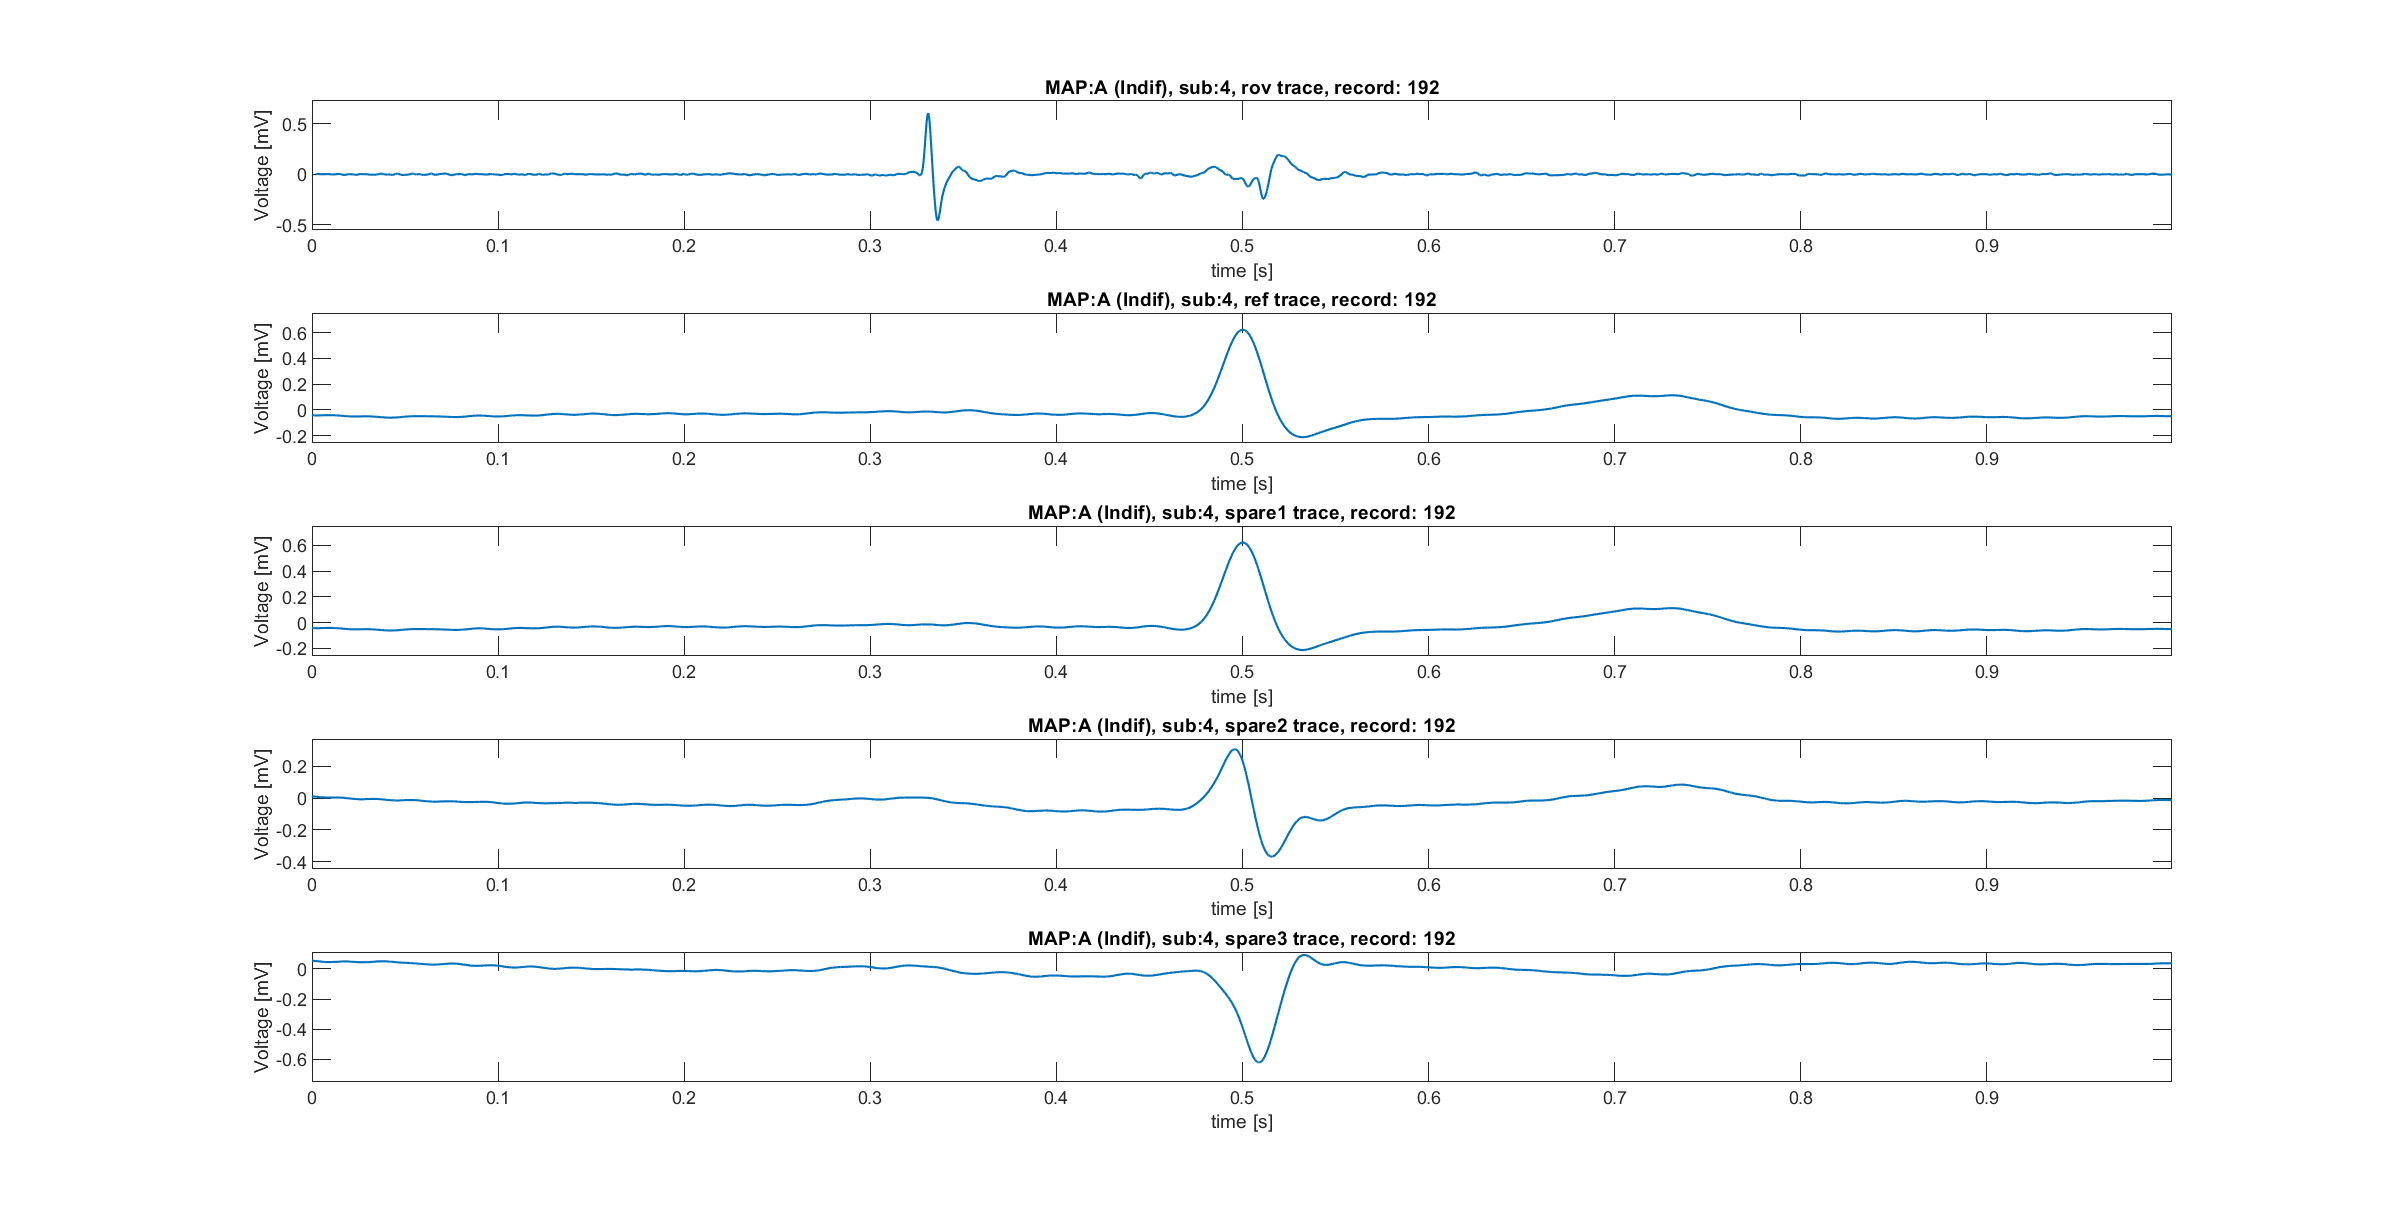 MAP:A (Indif), sub:4, rov trace, record: 192
Voltage [mV]
0.5
0
-0.5
0 0.1 0.2 0.3 0.4 0.5 0.6 0.7 0.8 0.9
time [s]
MAP:A (Indif), sub:4, ref trace, record: 192
Voltage [mV]
0.6
0.4
0.2
0
-0.2
0 0.1 0.2 0.3 0.4 0.5 0.6 0.7 0.8 0.9
time [s]
MAP:A (Indif), sub:4, spare1 trace, record: 192
Voltage [mV]
0.6
0.4
0.2
0
-0.2
0 0.1 0.2 0.3 0.4 0.5 0.6 0.7 0.8 0.9
time [s]
MAP:A (Indif), sub:4, spare2 trace, record: 192
Voltage [mV]
0.2
0
-0.2
-0.4
0 0.1 0.2 0.3 0.4 0.5 0.6 0.7 0.8 0.9
time [s]
MAP:A (Indif), sub:4, spare3 trace, record: 192
Voltage [mV]
0
-0.2
-0.4
-0.6
0 0.1 0.2 0.3 0.4 0.5 0.6 0.7 0.8 0.9
time [s]